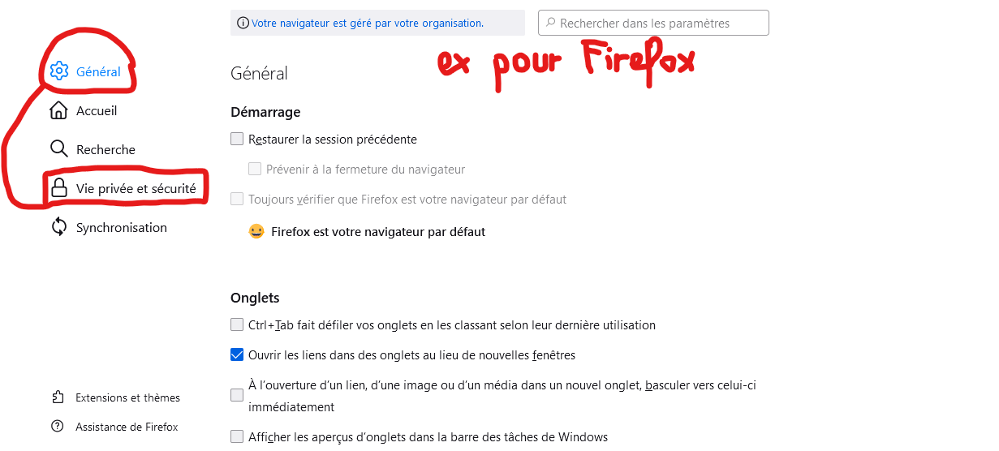 Votre navigateur est géré par votre organisation.
Rechercher dans les paramètres
ex pour Firefox
Général
Accueil
Recherche
Vie privée et sécurité
Synchronisation
Extensions et thèmes
Assistance de Firefox
Général
Démarrage
Restaurer la session précédente
Prévenir à la fermeture du navigateur
Toujours vérifier que Firefox est votre navigateur par défaut
Firefox est votre navigateur par défaut
Onglets
Ctrl+Tab fait défiler vos onglets en les classant selon leur dernière utilisation
Ouvrir les liens dans des onglets au lieu de nouvelles fenêtres
À l’ouverture d’un lien, d’une image ou d’un média dans un nouvel onglet, basculer vers celui-ci
immédiatement
Afficher les aperçus d’onglets dans la barre des tâches de Windows